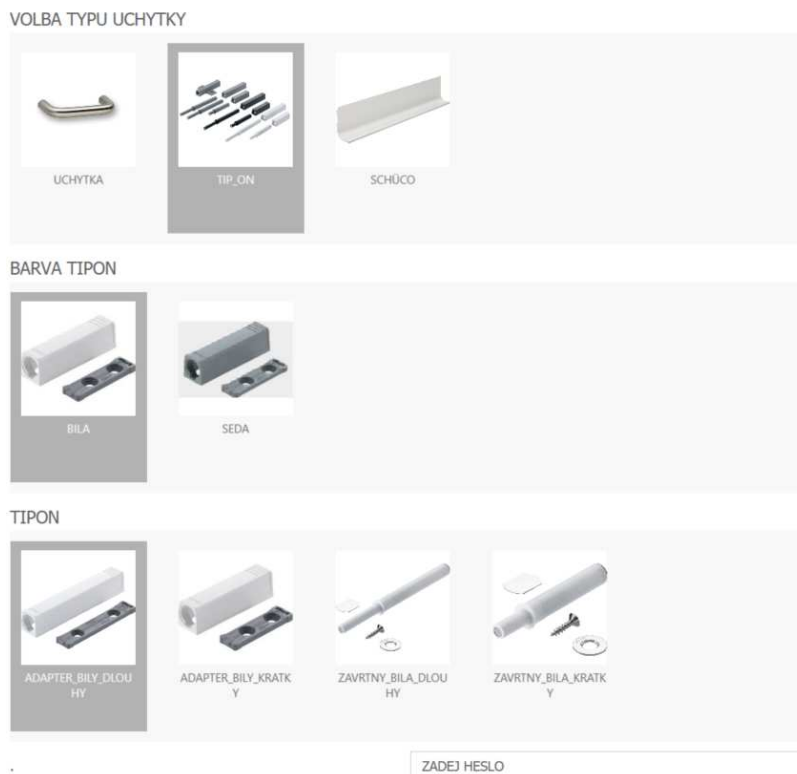 VOLBA TYPU UCHYTKY
UCHYTKA
TIP_ON
SCHÜCO
BARVA TIPON
BILA
SEDA
TIPON
ADAPTER_BILY_DLOU
HY
ADAPTER_BILY_KRATK
Y
ZAVRTNY_BILA_DLOU
HY
ZAVRTNY_BILA_KRATK
Y
.
ZADEJ HESLO